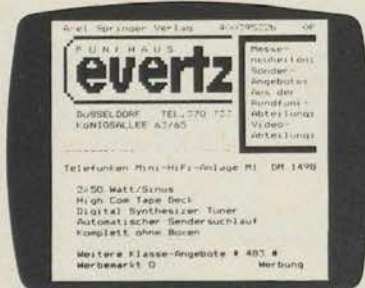 Axel Springer Verlag
FUNKHAUS
evertz
DüSSELDORF TEL.
KöNIGSALLEE 63/65
Messe-
neuheiten:
Sonder-
Angebote:
Aus der
Rundfunk-
Abteilung:
Video-
Abteilung:
Telefunken Mini-HiFi-Anlage M1 DM 1498
2x50 Watt/Sinus
High Com Tape Deck
Digital Synthesizer Tuner
Automatischer Sendersuchlauf
Komplett ohne Boxen
Weitere Klasse-Angebote # 483 #
Werbemarkt 0 Werbung